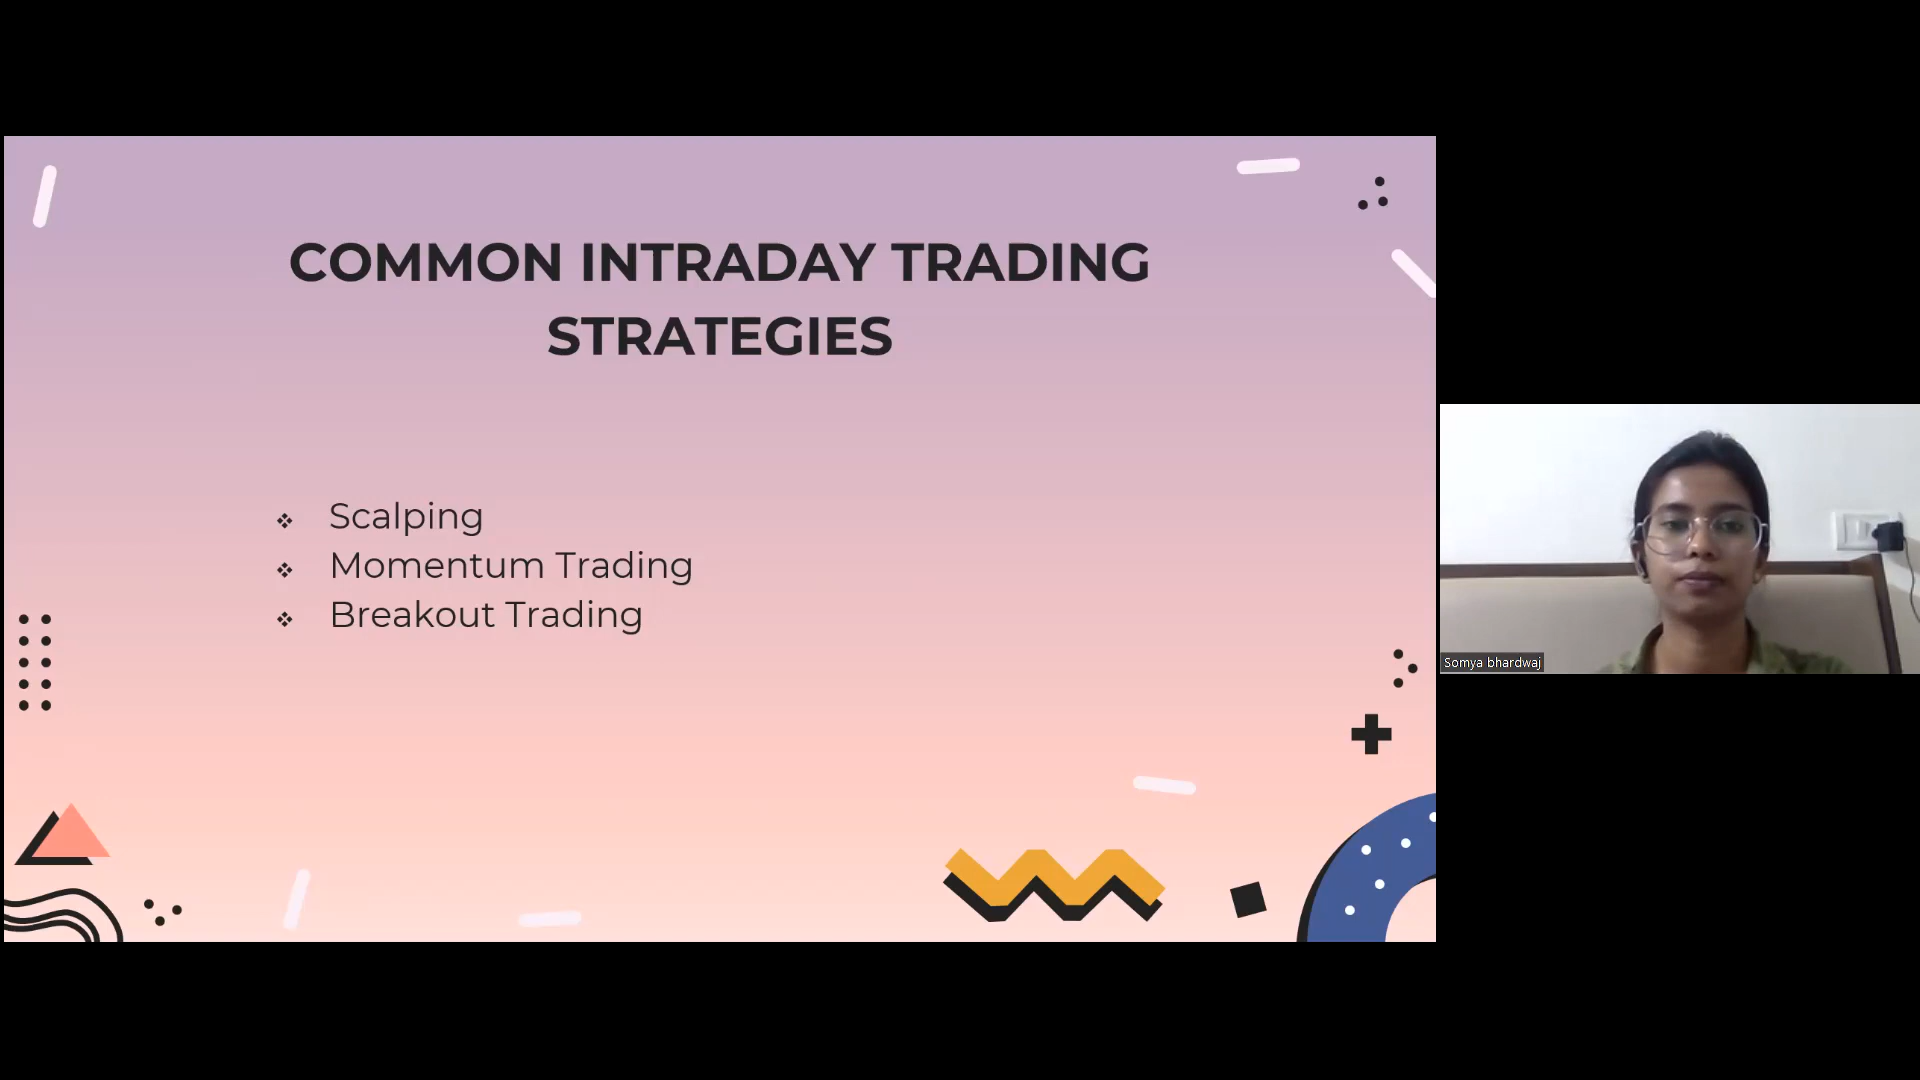 COMMON INTRADAY TRADING
STRATEGIES
Scalping
Momentum Trading
Breakout Trading
Somya bhardwaj